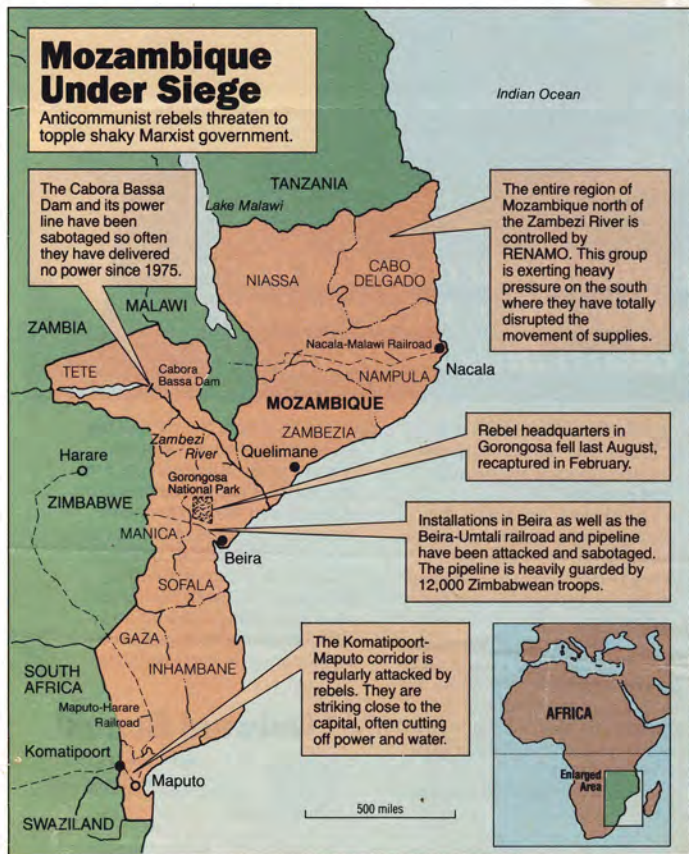 Mozambique
Under Siege
Anticommunist rebels threaten to
topple shaky Marxist government.
Indian Ocean
The Cabora Bassa
Dam and its power
line have been
sabotaged so often
they have delivered
no power since 1975.
TANZANIA
Lake Malawi
The entire region of
Mozambique north of
the Zambezi River is
controlled by
RENAMO. This group
is exerting heavy
pressure on the south
where they have totally
disrupted the
movement of supplies.
NIASSA
CABO
DELGADO
MALAWI
ZAMBIA
Nacala-Malawi Railroad
Nacala
TETE
Cabora
Bassa Dam
NAMPULA
MOZAMBIQUE
ZAMBEZIA
Zambezi
River
Quelimane
Harare
Rebel headquarters in
Gorongosa fell last August,
recaptured in February.
Gorongosa
National Park
ZIMBABWE
MANICA
Beira
Installations in Beira as well as the
Beira-Umtali railroad and pipeline
have been attacked and sabotaged.
The pipeline is heavily guarded by
12,000 Zimbabwean troops.
SOFALA
GAZA
INHAMBANE
The Komatipoort-
Maputo corridor is
regularly attacked by
rebels. They are
striking close to the
capital, often cutting
off power and water.
SOUTH
AFRICA
Maputo-Harare
Railroad
Komatipoort
Maputo
SWAZILAND
500 miles
AFRICA
Enlarged
Area